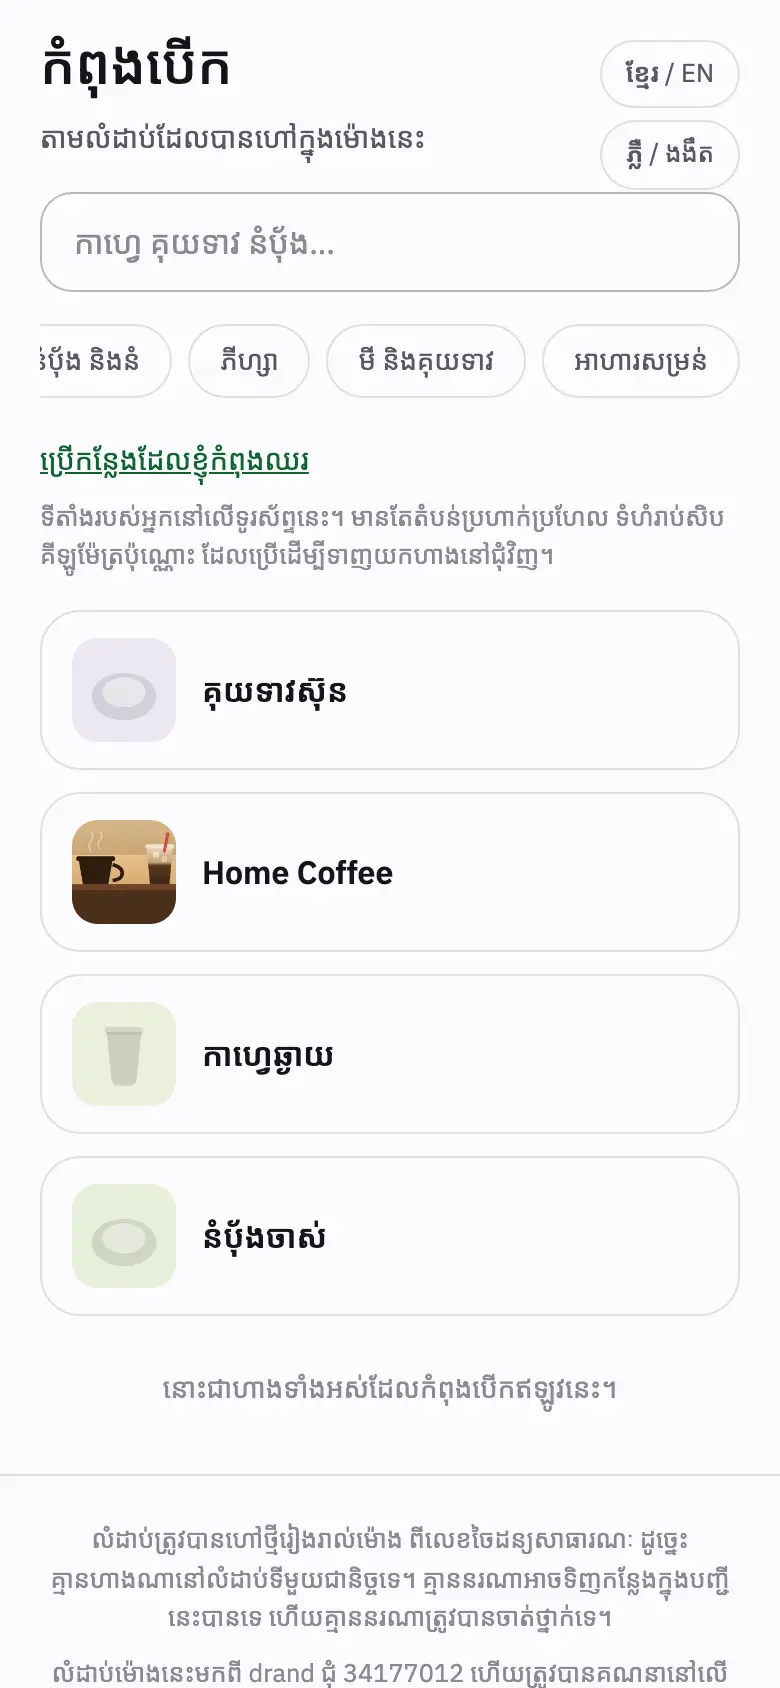 កំពុងបើក
ខ្មែរ / EN
តាមលំដាប់ដែលបានហៅក្នុងម៉ោងនេះ
ភ្លឺ / ងងឹត
កាហ្វេ គុយទាវ នំប៉័ង...
នំប៉័ង និងនំ
ភីហ្សា
មី និងគុយទាវ
អាហារសម្រន់
ប្រើកន្លែងដែលខ្ញុំកំពុងឈរ
ទីតាំងរបស់អ្នកនៅលើទូរស័ព្ទនេះ។ មានតែតំបន់ប្រហាក់ប្រហែល ទំហំរាប់សិប
គីឡូម៉ែត្រប៉ុណ្ណោះ ដែលប្រើដើម្បីទាញយកហាងនៅជុំវិញ។
គុយទាវស៊ុន
Home Coffee
កាហ្វេឆ្ងាយ
នំប៉័ងចាស់
នោះជាហាងទាំងអស់ដែលកំពុងបើកឥឡូវនេះ។
លំដាប់ត្រូវបានហៅថ្មីរៀងរាល់ម៉ោង ពីលេខចៃដន្យសាធារណៈ ដូច្នេះ
គ្មានហាងណានៅលំដាប់ទីមួយជានិច្ចទេ។ គ្មាននរណាអាចទិញកន្លែងក្នុងបញ្ជី
នេះបានទេ ហើយគ្មាននរណាត្រូវបានចាត់ថ្នាក់ទេ។
លំដាប់ម៉ោងនេះមកពី drand ជុំ 34177012 ហើយត្រូវបានគណនានៅលើ